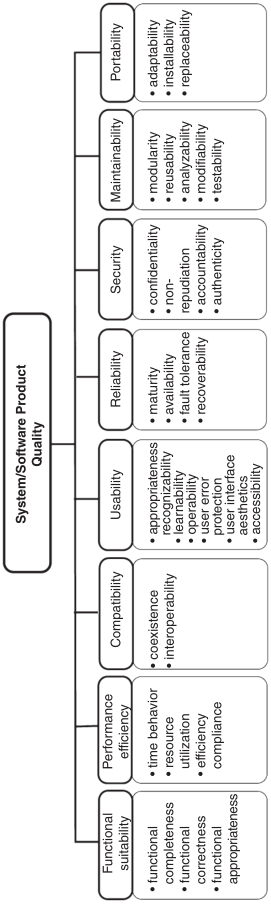 System/Software Product
Quality
Functional
suitability
• functional
completeness
• functional
correctness
• functional
appropriateness
Performance
efficiency
• time behavior
• resource
utilization
• efficiency
compliance
Compatibility
• coexistence
• interoperability
Usability
• appropriateness
recognizability
• learnability
• operability
• user error
protection
• user interface
aesthetics
• accessibility
Reliability
• maturity
• availability
• fault tolerance
• recoverability
Security
• confidentiality
• non-
repudiation
• accountability
• authenticity
Maintainability
• modularity
• reusability
• analyzability
• modifiability
• testability
Portability
• adaptability
• installability
• replaceability